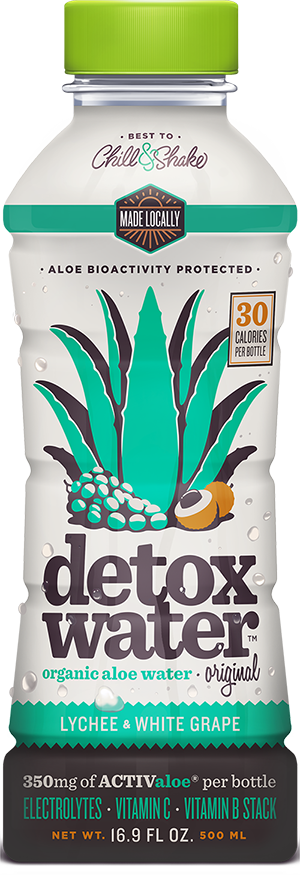 · BEST TO ·
Chill & Shake
MADE LOCALLY
· ALOE BIOACTIVITY PROTECTED ·
30
CALORIES
PER BOTTLE
detox
water™
organic aloe water · original
LYCHEE & WHITE GRAPE
350mg of ACTIValoe® per bottle
ELECTROLYTES · VITAMIN C · VITAMIN B STACK
NET WT. 16.9 FL OZ. 500 ML